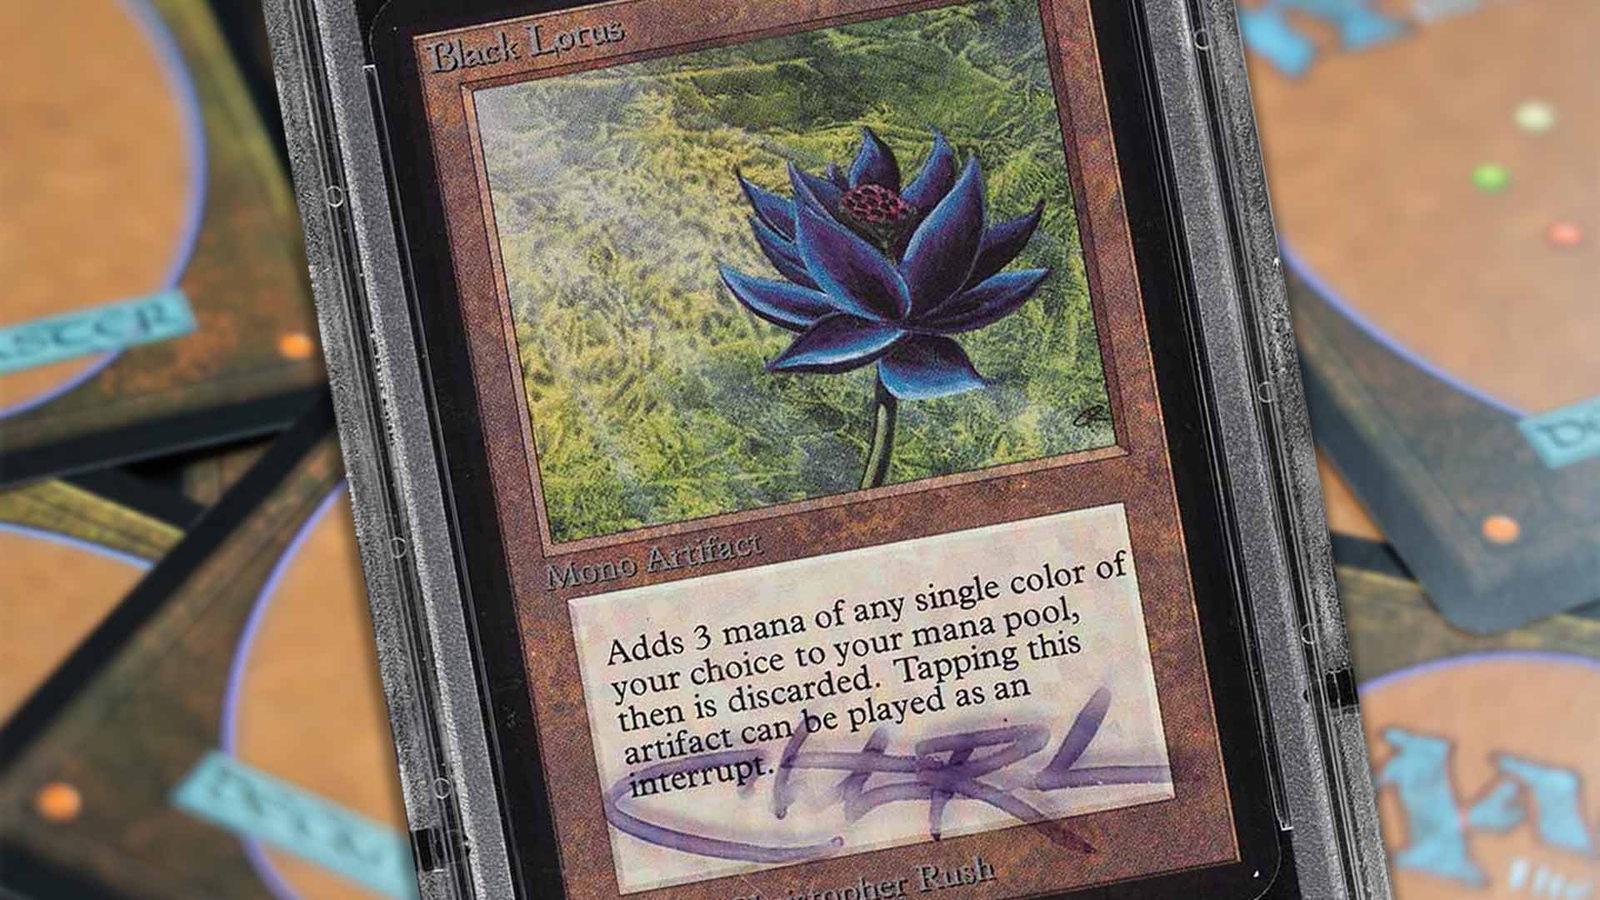 Black Lotus
Mono Artifact
Adds 3 mana of any single color of
your choice to your mana pool,
then is discarded. Tapping this
artifact can be played as an
interrupt.
Christopher Rush